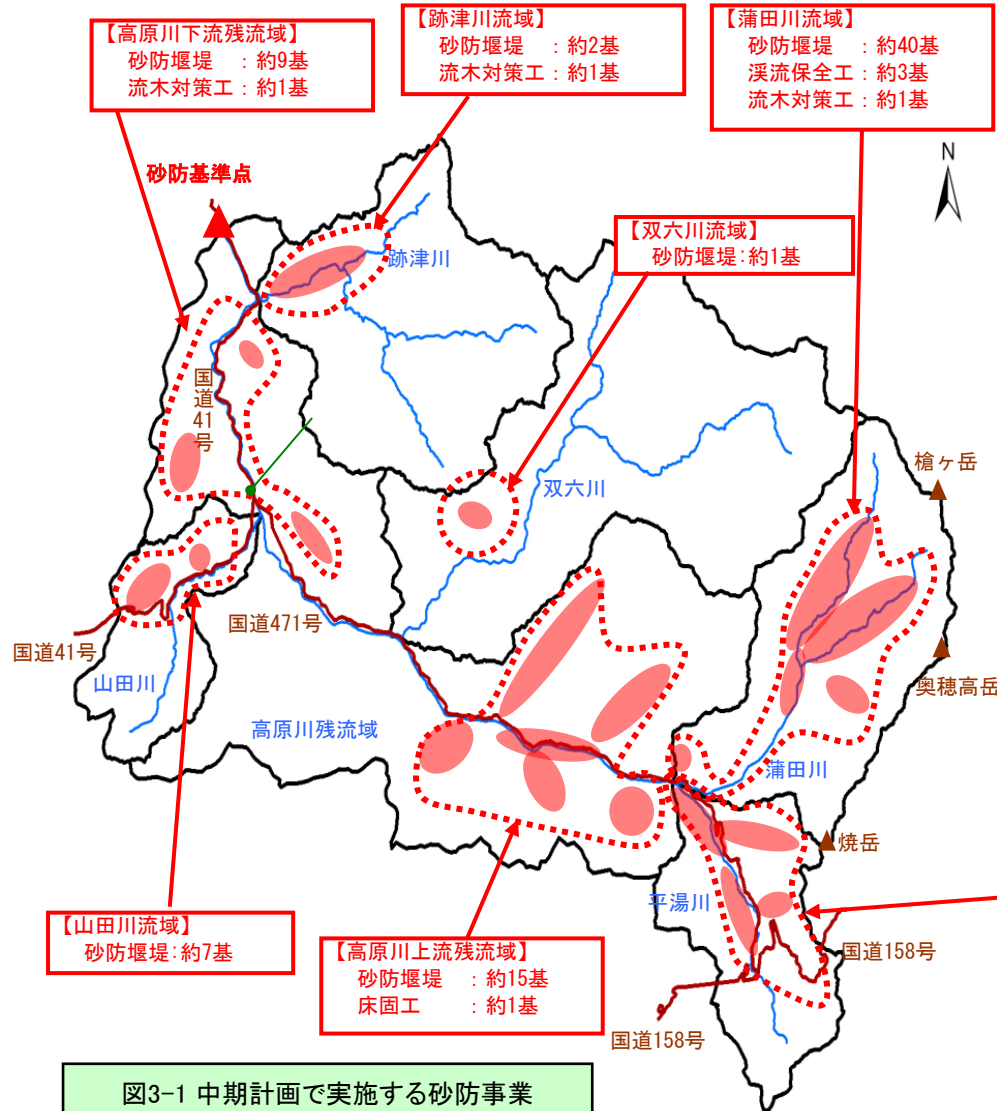 【高原川下流残流域】
砂防堰堤 ：約9基
流木対策工：約1基
【跡津川流域】
砂防堰堤 ：約2基
流木対策工：約1基
【蒲田川流域】
砂防堰堤 ：約40基
渓流保全工：約3基
流木対策工：約1基
N
砂防基準点
【双六川流域】
砂防堰堤：約1基
跡津川
国道41号
槍ヶ岳
双六川
国道471号
国道41号
山田川
奥穂高岳
高原川残流域
蒲田川
焼岳
平湯川
【山田川流域】
砂防堰堤：約7基
【高原川上流残流域】
砂防堰堤 ：約15基
床固工 ：約1基
国道158号
国道158号
図3-1 中期計画で実施する砂防事業